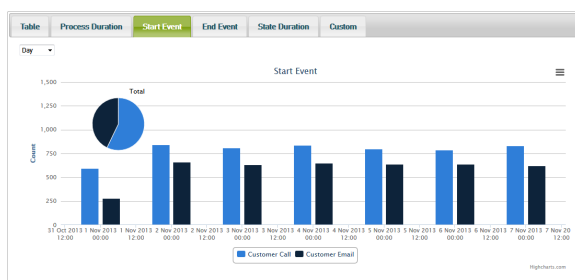 Table Process Duration Start Event End Event State Duration Custom
Day
Start Event
Total
Count
1,500
1,250
1,000
750
500
250
0
31 Oct 2013 1 Nov 2013 1 Nov 2013 2 Nov 2013 2 Nov 2013 3 Nov 2013 3 Nov 2013 4 Nov 2013 4 Nov 2013 5 Nov 2013 5 Nov 2013 6 Nov 2013 6 Nov 2013 7 Nov 2013 7 Nov 20
12:00 00:00 12:00 00:00 12:00 00:00 12:00 00:00 12:00 00:00 12:00 00:00 12:00 00:00 12:00
Customer Call Customer Email
Highcharts.com